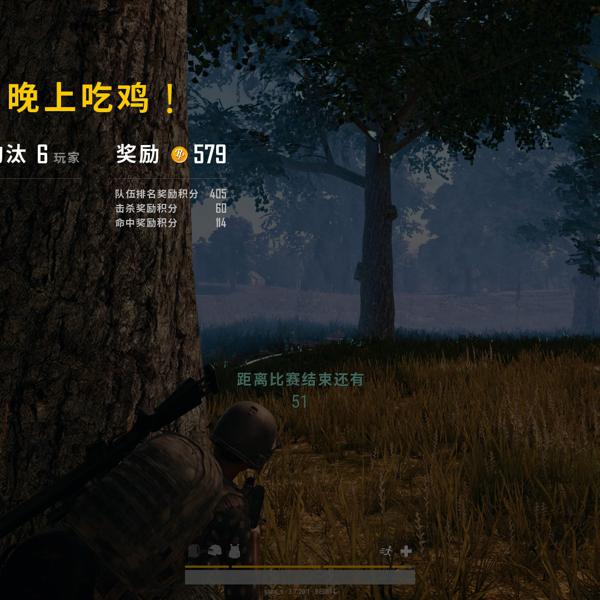 晚上吃鸡！
汰 6 玩家
奖励 579
队伍排名奖励积分 405
击杀奖励积分 60
命中奖励积分 114
距离比赛结束还有
51